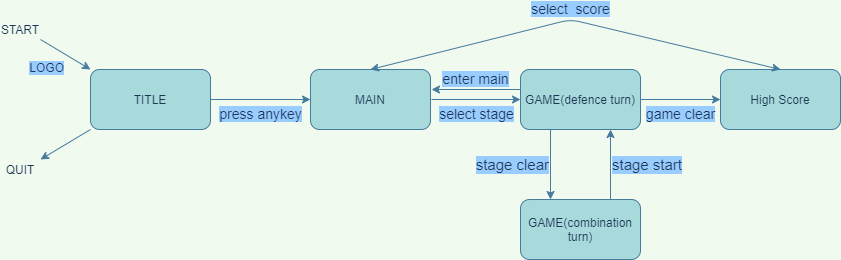 select  score
START
LOGO
TITLE
press anykey
MAIN
enter main
select stage
GAME(defence turn)
game clear
High Score
QUIT
stage clear
stage start
GAME(combination
turn)